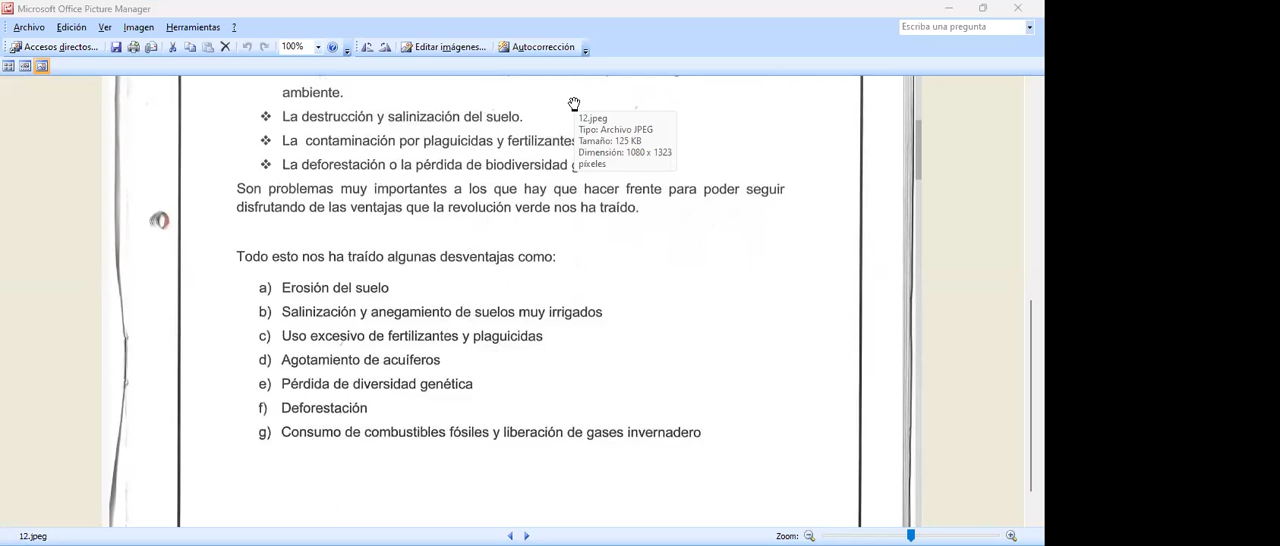 Microsoft Office Picture Manager
Archivo Edición Ver Imagen Herramientas ?
Escriba una pregunta
Accesos directos... 100% Editar imágenes... Autocorrección
ambiente.
❖ La destrucción y salinización del suelo.
❖ La contaminación por plaguicidas y fertilizantes
❖ La deforestación o la pérdida de biodiversidad
12.jpeg
Tipo: Archivo JPEG
Tamaño: 125 KB
Dimensión: 1080 x 1323
píxeles
Son problemas muy importantes a los que hay que hacer frente para poder seguir
disfrutando de las ventajas que la revolución verde nos ha traído.
Todo esto nos ha traído algunas desventajas como:
a) Erosión del suelo
b) Salinización y anegamiento de suelos muy irrigados
c) Uso excesivo de fertilizantes y plaguicidas
d) Agotamiento de acuíferos
e) Pérdida de diversidad genética
f) Deforestación
g) Consumo de combustibles fósiles y liberación de gases invernadero
12.jpeg
Zoom: